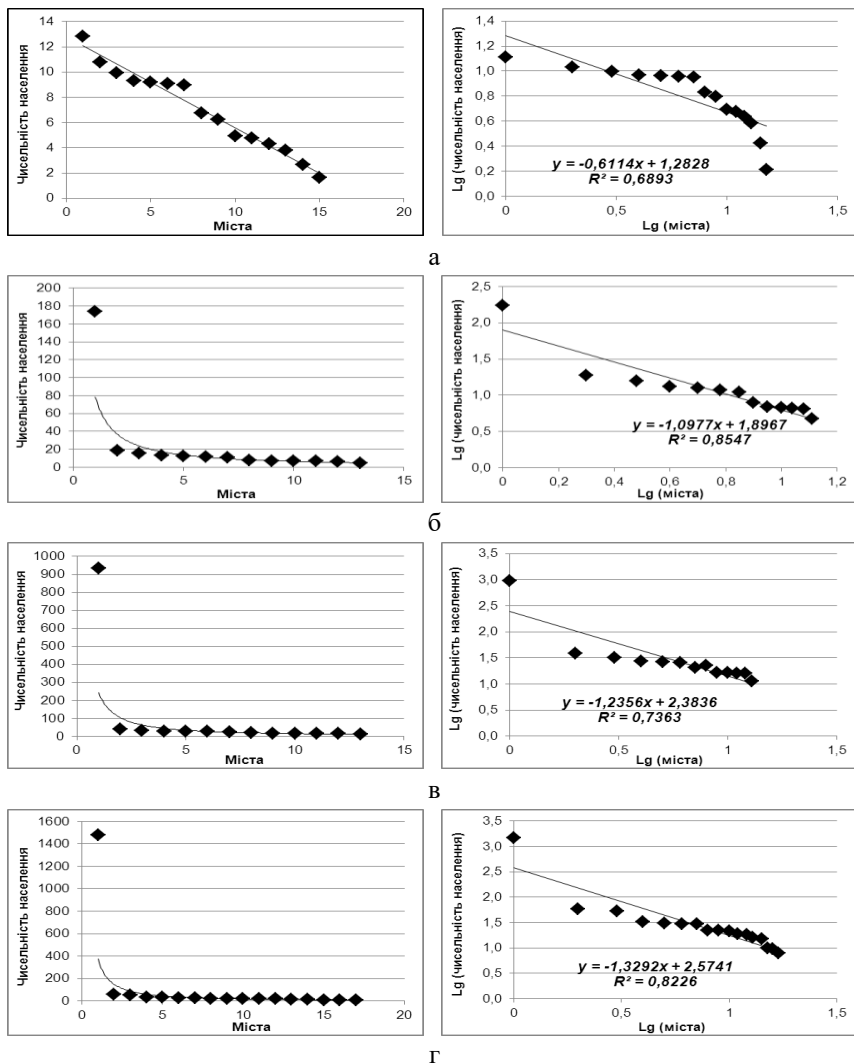 Чисельність населення
14
12
10
8
6
4
2
0
0 5 10 15 20
Міста
Lg (чисельність населення)
1,4
1,2
1,0
0,8
0,6
0,4
0,2
0,0
y = -0,6114x + 1,2828
R² = 0,6893
0 0,5 1 1,5
Lg (міста)
а
Чисельність населення
200
180
160
140
120
100
80
60
40
20
0
0 5 10 15
Міста
Lg (чисельність населення)
2,5
2,0
1,5
1,0
0,5
0,0
y = -1,0977x + 1,8967
R² = 0,8547
0 0,2 0,4 0,6 0,8 1 1,2
Lg (міста)
б
Чисельність населення
1000
900
800
700
600
500
400
300
200
100
0
0 5 10 15
Міста
Lg (чисельність населення)
3,5
3,0
2,5
2,0
1,5
1,0
0,5
0,0
y = -1,2356x + 2,3836
R² = 0,7363
0 0,5 1 1,5
Lg (міста)
в
Чисельність населення
1600
1400
1200
1000
800
600
400
200
0
0 5 10 15 20
Міста
Lg (чисельність населення)
3,5
3,0
2,5
2,0
1,5
1,0
0,5
0,0
y = -1,3292x + 2,5741
R² = 0,8226
0 0,5 1 1,5
Lg (міста)
г